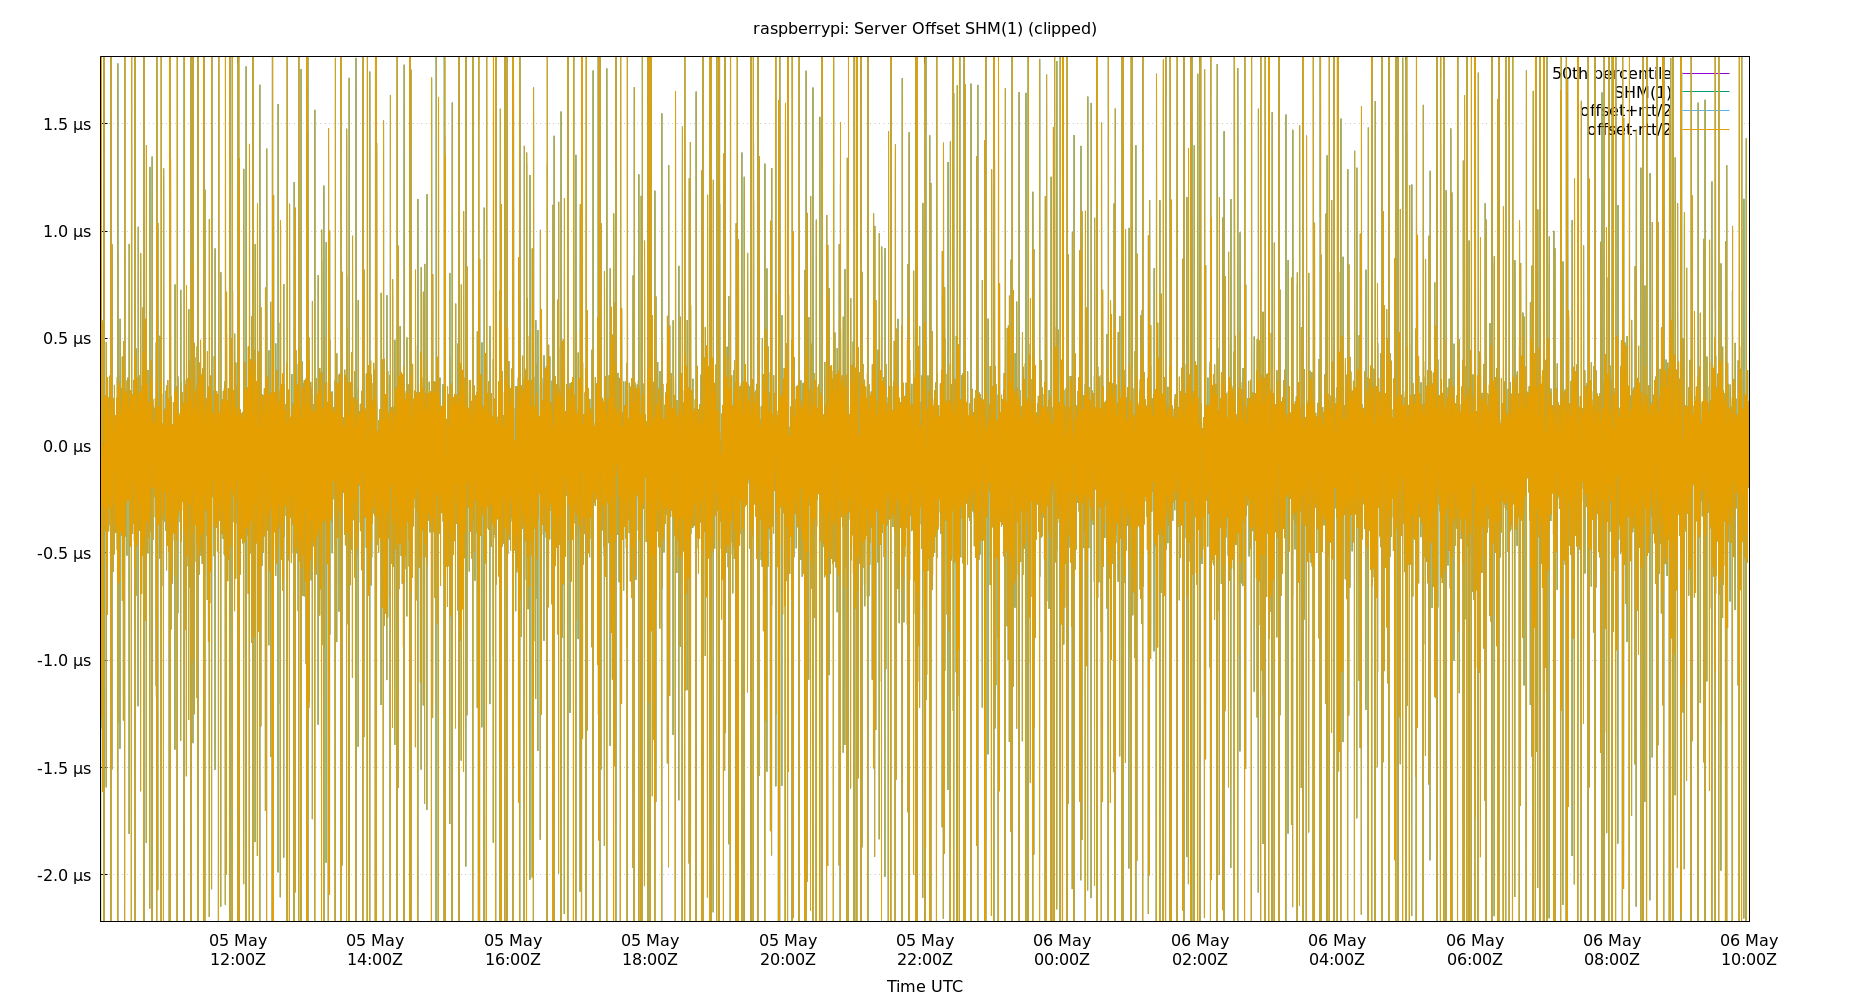 raspberrypi: Server Offset SHM(1) (clipped)
50th percentile
SHM(1)
offset+rtt/2
offset-rtt/2
1.5 µs
1.0 µs
0.5 µs
0.0 µs
-0.5 µs
-1.0 µs
-1.5 µs
-2.0 µs
05 May 05 May 05 May 05 May 05 May 05 May 06 May 06 May 06 May 06 May 06 May 06 May
12:00Z 14:00Z 16:00Z 18:00Z 20:00Z 22:00Z 00:00Z 02:00Z 04:00Z 06:00Z 08:00Z 10:00Z
Time UTC